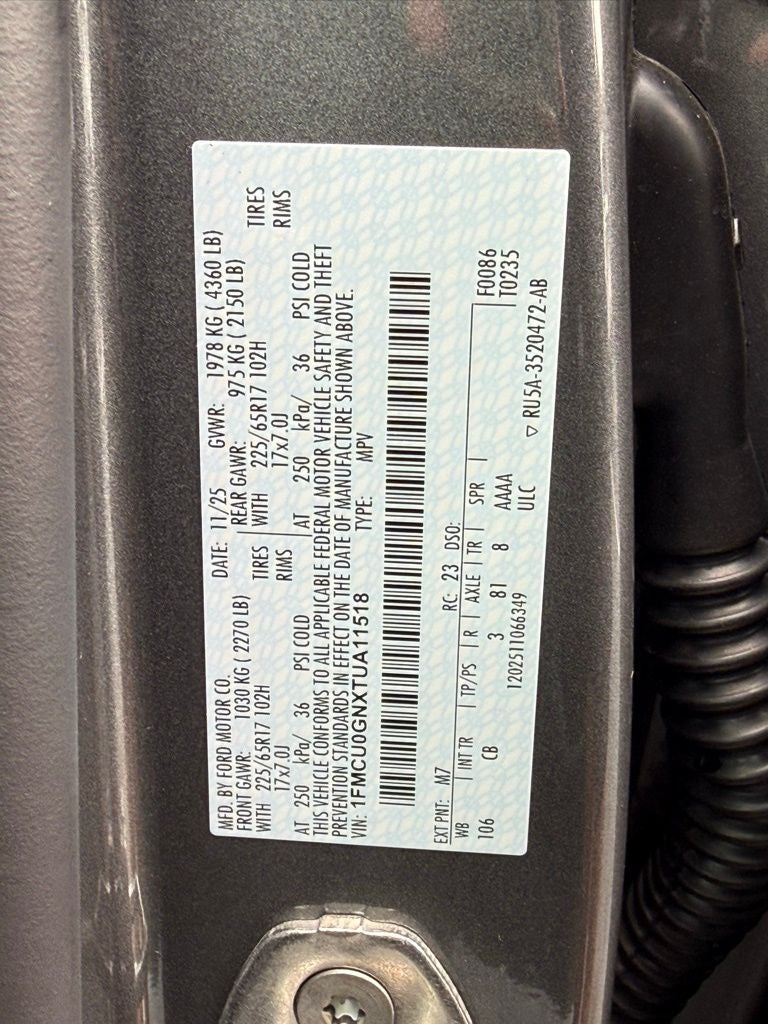 MFD. BY FORD MOTOR CO.
DATE: 11/25 GVWR: 1978 KG ( 4360 LB)
FRONT GAWR: 1030 KG ( 2270 LB) REAR GAWR: 975 KG ( 2150 LB)
WITH 225/65R17 102H TIRES WITH 225/65R17 102H TIRES
17x7.0J RIMS 17x7.0J RIMS
AT 250 kPa/ 36 PSI COLD AT 250 kPa/ 36 PSI COLD
THIS VEHICLE CONFORMS TO ALL APPLICABLE FEDERAL MOTOR VEHICLE SAFETY AND THEFT
PREVENTION STANDARDS IN EFFECT ON THE DATE OF MANUFACTURE SHOWN ABOVE.
VIN: 1FMCU0GNXTUA11518 TYPE: MPV
EXT PNT: M7 RC: 23 DSO:
WB INT TR TP/PS R AXLE TR SPR F0086
106 CB 3 81 8 AAAA T0235
1202511066349 ULC ▽ RU5A-3520472-AB